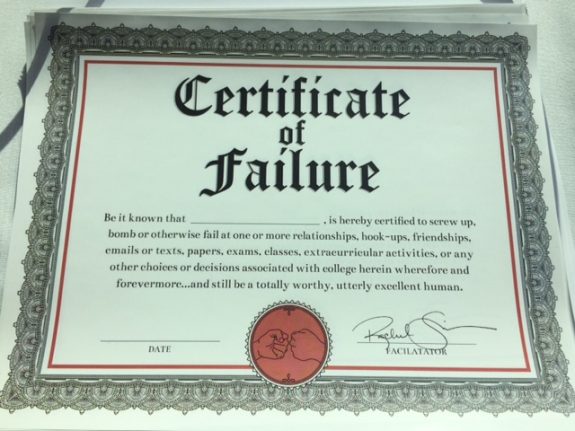 Certificate
of
Failure
Be it known that ____________________, is hereby certified to screw up,
bomb or otherwise fail at one or more relationships, hook-ups, friendships,
emails or texts, papers, exams, classes, extracurricular activities, or any
other choices or decisions associated with college herein wherefore and
forevermore...and still be a totally worthy, utterly excellent human.
DATE
FACILATATOR